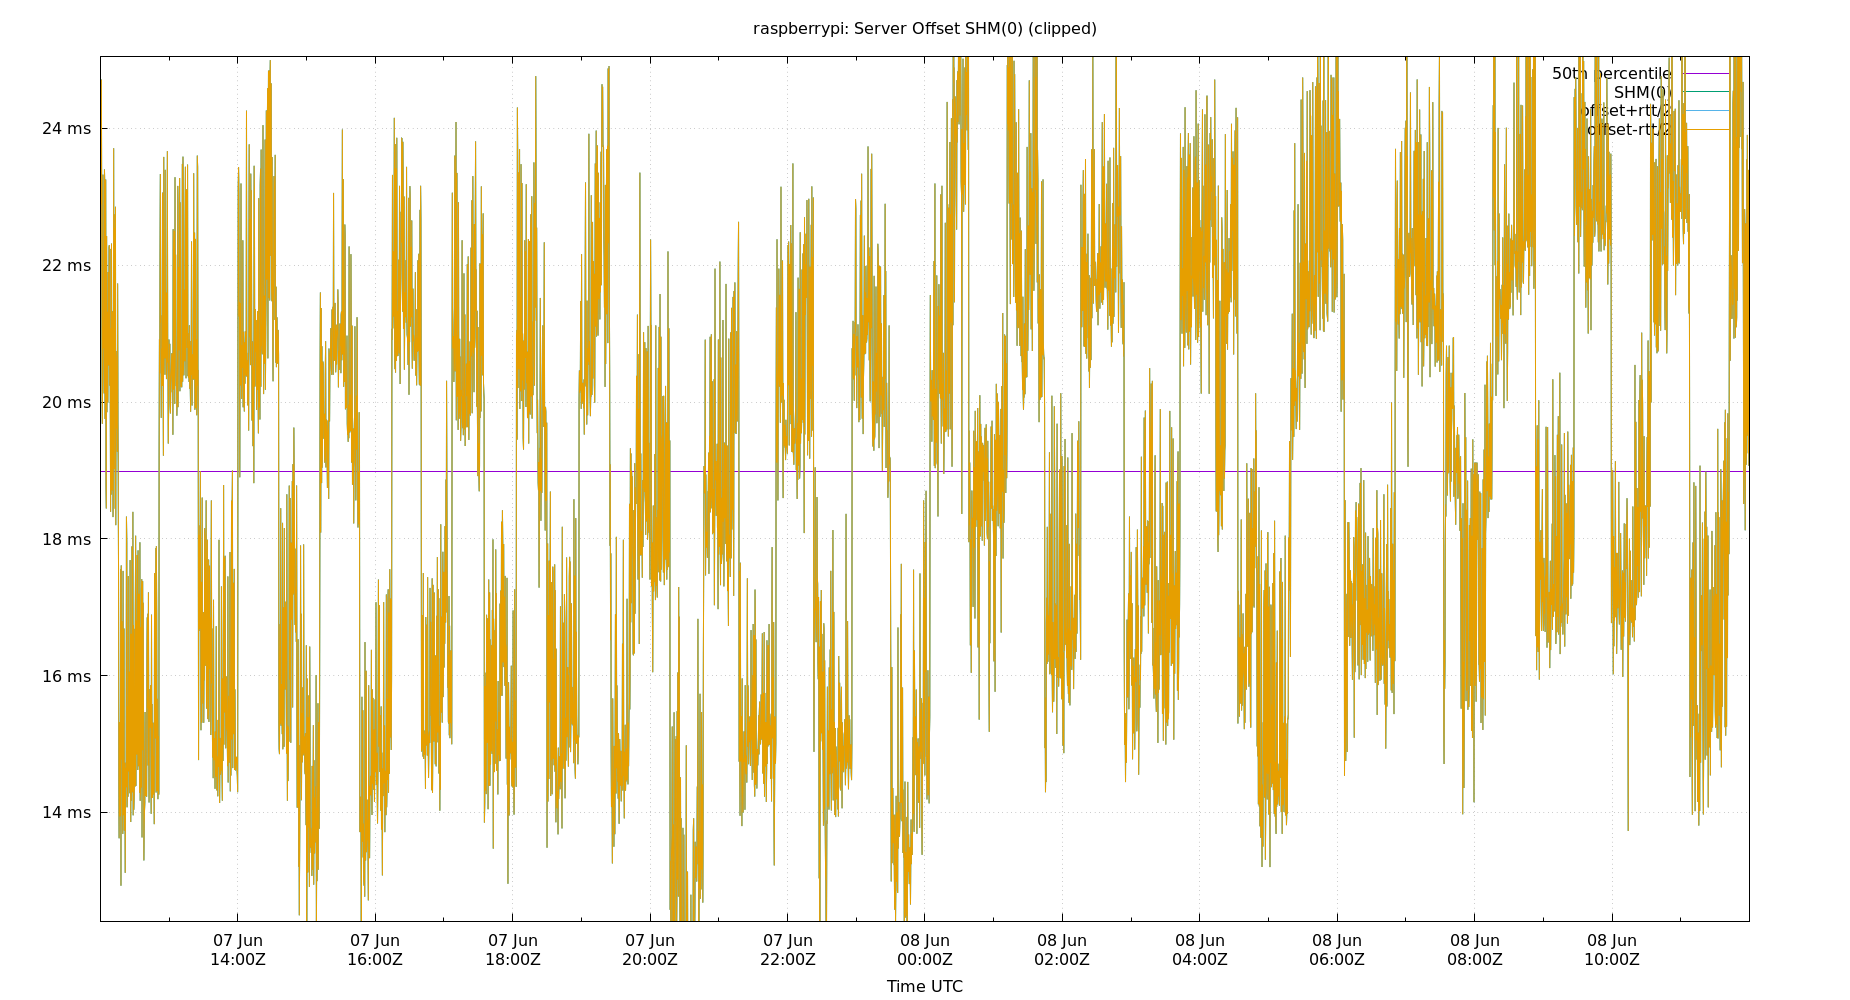 raspberrypi: Server Offset SHM(0) (clipped)
50th percentile
SHM(0)
offset+rtt/2
offset-rtt/2
24 ms
22 ms
20 ms
18 ms
16 ms
14 ms
07 Jun 07 Jun 07 Jun 07 Jun 07 Jun 08 Jun 08 Jun 08 Jun 08 Jun 08 Jun 08 Jun
14:00Z 16:00Z 18:00Z 20:00Z 22:00Z 00:00Z 02:00Z 04:00Z 06:00Z 08:00Z 10:00Z
Time UTC